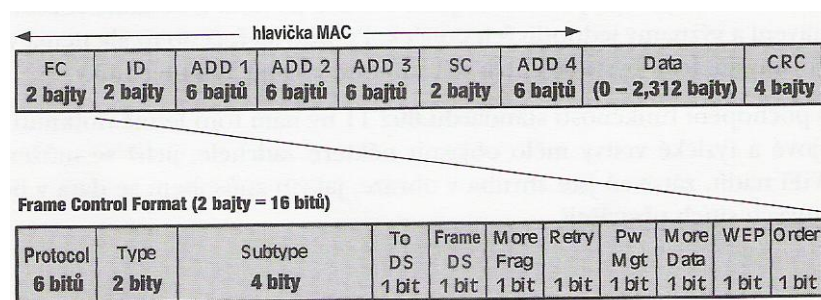 hlavička MAC
FC ID ADD 1 ADD 2 ADD 3 SC ADD 4 Data CRC
2 bajty 2 bajty 6 bajtů 6 bajtů 6 bajtů 2 bajty 6 bajtů (0 – 2,312 bajty) 4 bajty
Frame Control Format (2 bajty = 16 bitů)
Protocol Type Subtype To DS Frame DS More Frag Retry Pw Mgt More Data WEP Order
6 bitů 2 bity 4 bity 1 bit 1 bit 1 bit 1 bit 1 bit 1 bit 1 bit 1 bit